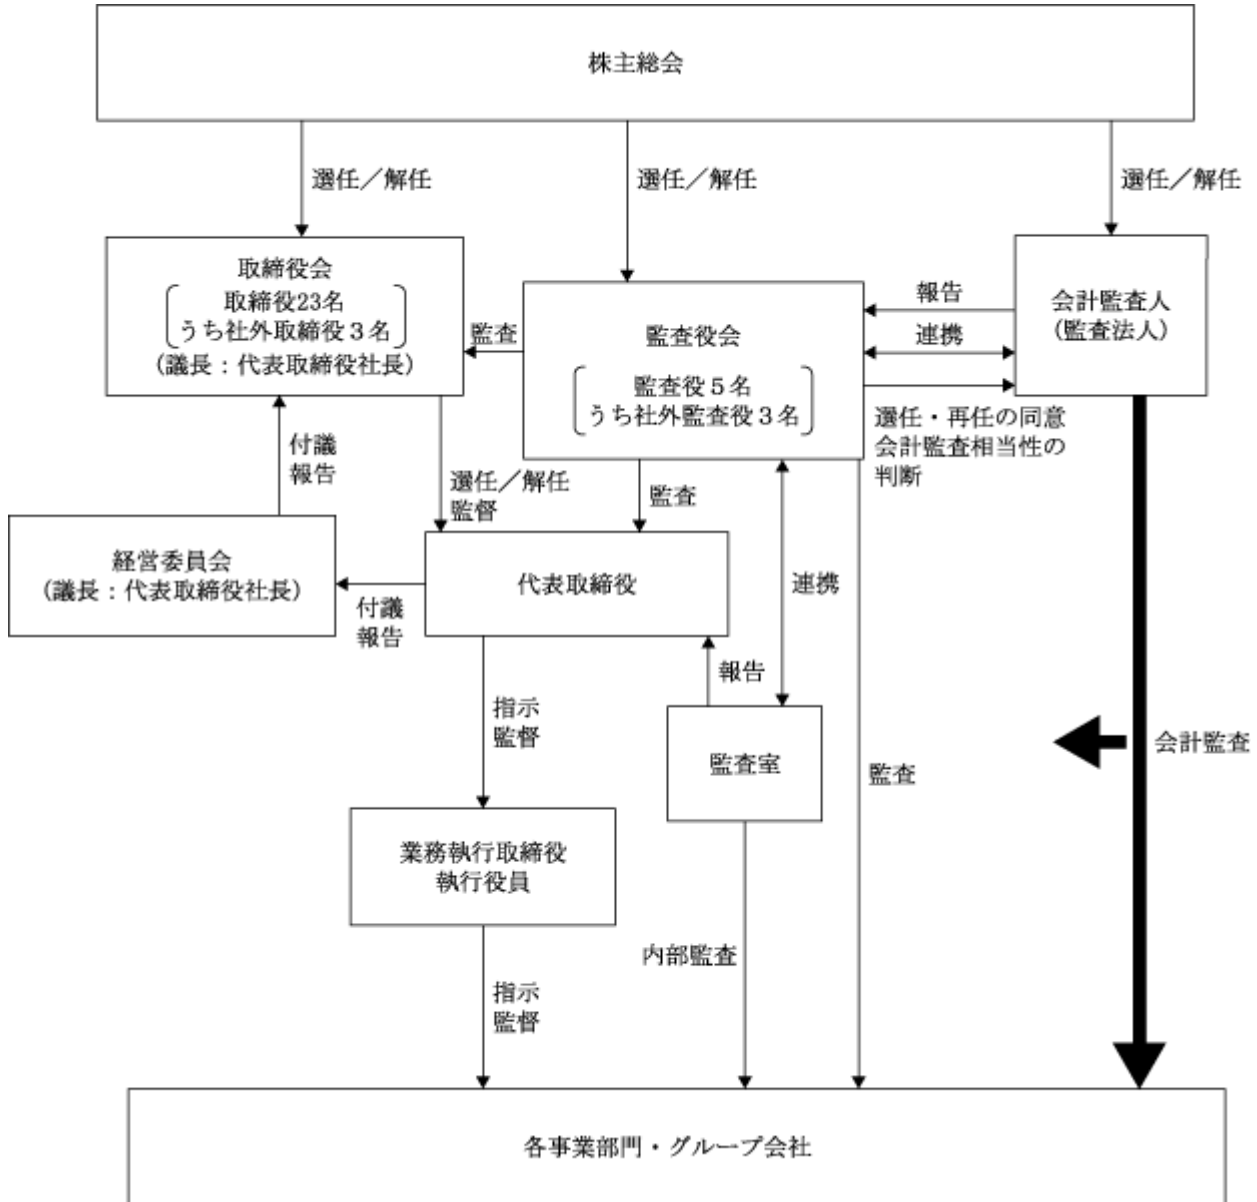 株主総会
選任／解任
選任／解任
選任／解任
取締役会
取締役23名
うち社外取締役３名
（議長：代表取締役社長）
監査
監査役会
監査役５名
うち社外監査役３名
報告
連携
会計監査人
（監査法人）
選任・再任の同意
会計監査相当性の
判断
付議
報告
選任／解任
監督
監査
経営委員会
（議長：代表取締役社長）
付議
報告
代表取締役
連携
報告
指示
監督
監査室
監査
会計監査
業務執行取締役
執行役員
内部監査
指示
監督
各事業部門・グループ会社